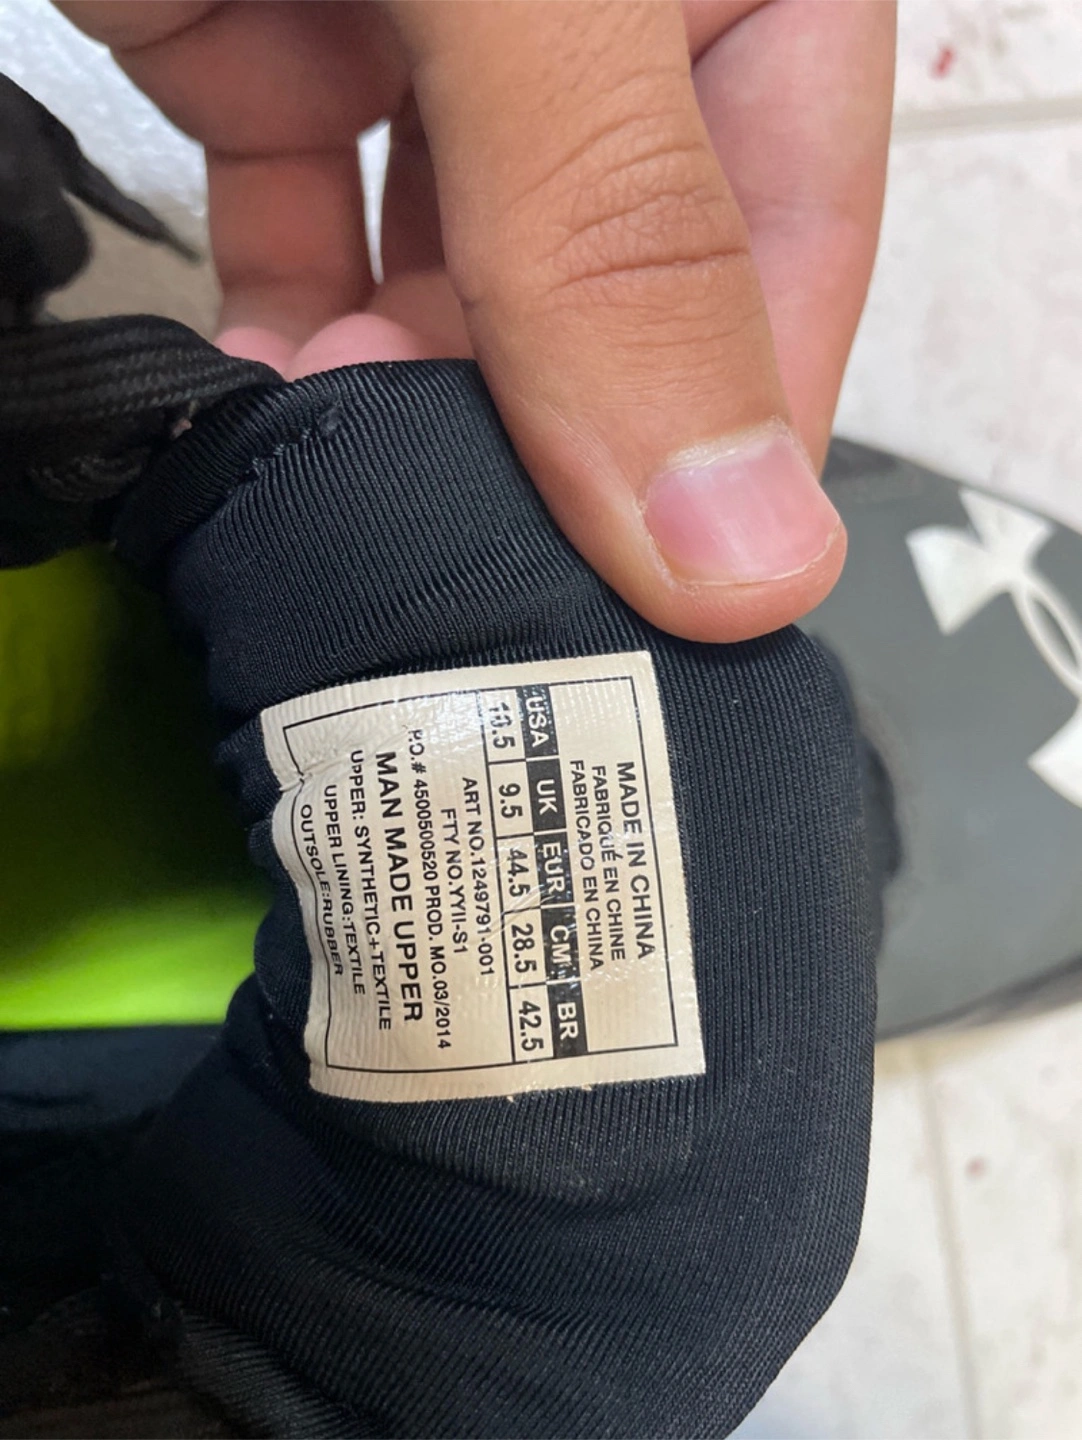 MADE IN CHINA
FABRIQUÉ EN CHINE
FABRICADO EN CHINA
USA UK EUR CM BR
10.5 9.5 44.5 28.5 42.5
ART NO.1249791-001
FTY NO.YYII-S1
P.O.# 4500500520 PROD. MO.03/2014
MAN MADE UPPER
UPPER: SYNTHETIC+TEXTILE
UPPER LINING:TEXTILE
OUTSOLE:RUBBER